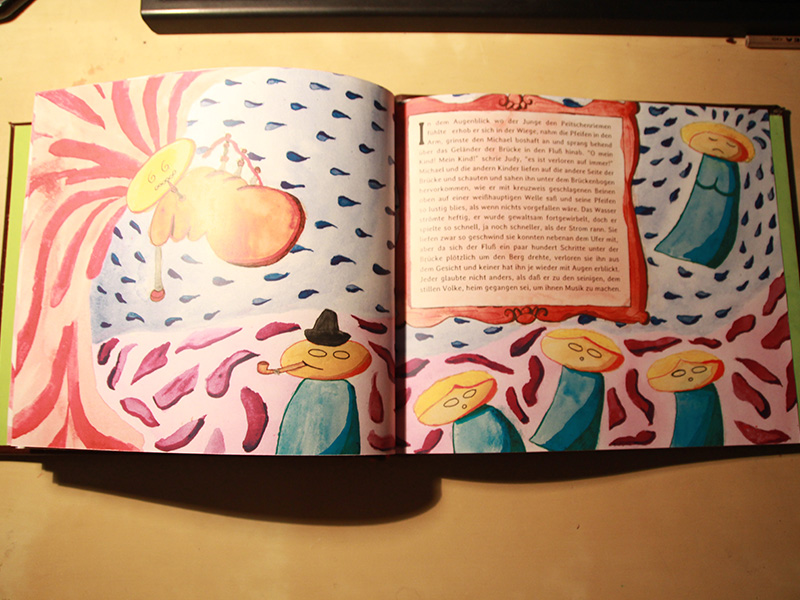 In dem Augenblick wo der Junge den Peitschenriemen
fühlte erhob er sich in der Wiege, nahm die Pfeifen in den
Arm, grinste den Michael boshaft an und sprang behend
über das Geländer der Brücke in den Fluß hinab. "O mein
Kind! Mein Kind!" schrie Judy, "es ist verloren auf immer!"
Michael und die andern Kinder liefen auf die andere Seite der
Brücke und schauten und sahen ihn unter dem Brückenbogen
hervorkommen, wie er mit kreuzweis geschlagenen Beinen
oben auf einer weißhauptigen Welle saß und seine Pfeifen
so lustig blies, als wenn nichts vorgefallen wäre. Das Wasser
strömte heftig, er wurde gewaltsam fortgewirbelt, doch er
spielte so schnell, ja noch schneller, als der Strom rann. Sie
liefen zwar so geschwind sie konnten nebenan dem Ufer mit,
aber da sich der Fluß ein paar hundert Schritte unter der
Brücke plötzlich um den Berg drehte, verloren sie ihn aus
dem Gesicht und keiner hat ihn je wieder mit Augen erblickt.
Jeder glaubte nicht anders, als daß er zu den seinigen, dem
stillen Volke, heim gegangen sei, um ihnen Musik zu machen.